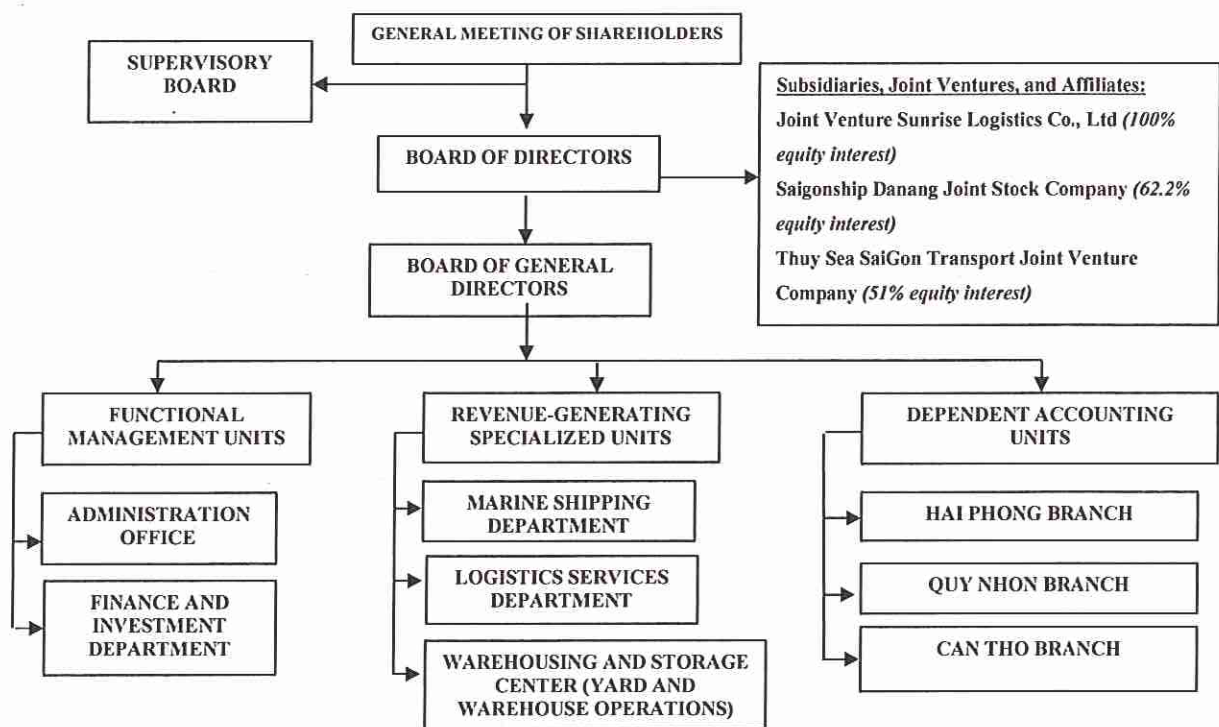 GENERAL MEETING OF SHAREHOLDERS
SUPERVISORY
BOARD
Subsidiaries, Joint Ventures, and Affiliates:
Joint Venture Sunrise Logistics Co., Ltd (100%
equity interest)
Saigonship Danang Joint Stock Company (62.2%
equity interest)
Thuy Sea SaiGon Transport Joint Venture
Company (51% equity interest)
BOARD OF DIRECTORS
BOARD OF GENERAL
DIRECTORS
FUNCTIONAL
MANAGEMENT UNITS
ADMINISTRATION
OFFICE
FINANCE AND
INVESTMENT
DEPARTMENT
REVENUE-GENERATING
SPECIALIZED UNITS
MARINE SHIPPING
DEPARTMENT
LOGISTICS SERVICES
DEPARTMENT
WAREHOUSING AND STORAGE
CENTER (YARD AND
WAREHOUSE OPERATIONS)
DEPENDENT ACCOUNTING
UNITS
HAI PHONG BRANCH
QUY NHON BRANCH
CAN THO BRANCH